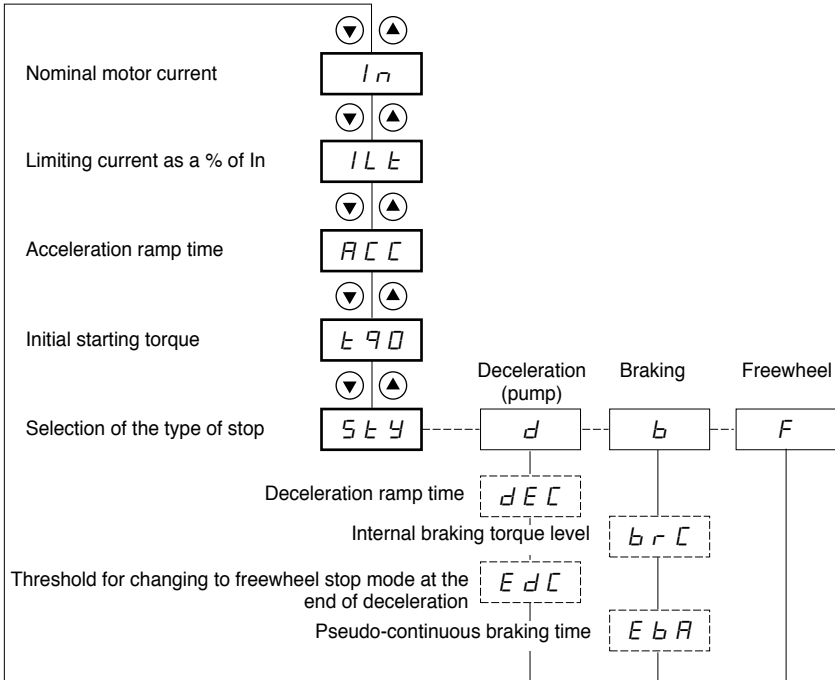 Nominal motor current
In
Limiting current as a % of In
ILt
Acceleration ramp time
ACC
Initial starting torque
tq0
Deceleration
(pump)
Braking
Freewheel
Selection of the type of stop
StY
d
b
F
Deceleration ramp time
dEC
Internal braking torque level
brC
Threshold for changing to freewheel stop mode at the
end of deceleration
EdC
Pseudo-continuous braking time
EbA